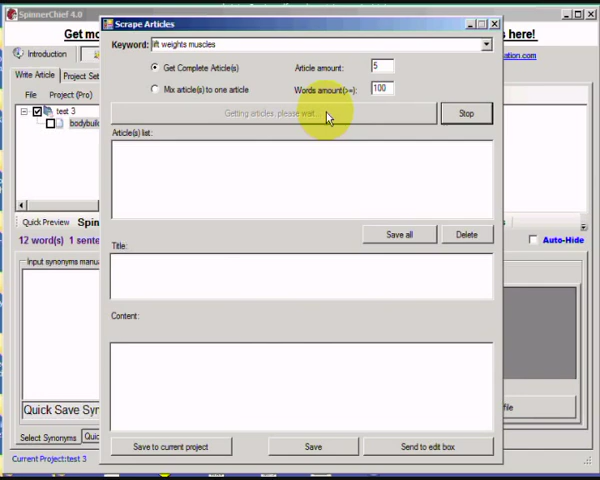 SpinnerChief 4.0
Scrape Articles
Get mo
s here!
Introduction
ation.com
Keyword:
lift weights muscles
Write Article
Project Set
Get Complete Article(s)
Article amount:
5
File
Project (Pro)
Mix article(s) to one article
Words amount(>=):
100
test 3
Getting articles, please wait...
Stop
bodybuil
Article(s) list:
Quick Preview
Spin
12 word(s)
1 sente
Save all
Delete
Auto-Hide
Title:
Input synonyms manua
Content:
Quick Save Syn
file
Select Synonyms
Quic
Save to current project
Save
Send to edit box
Current Project:test 3